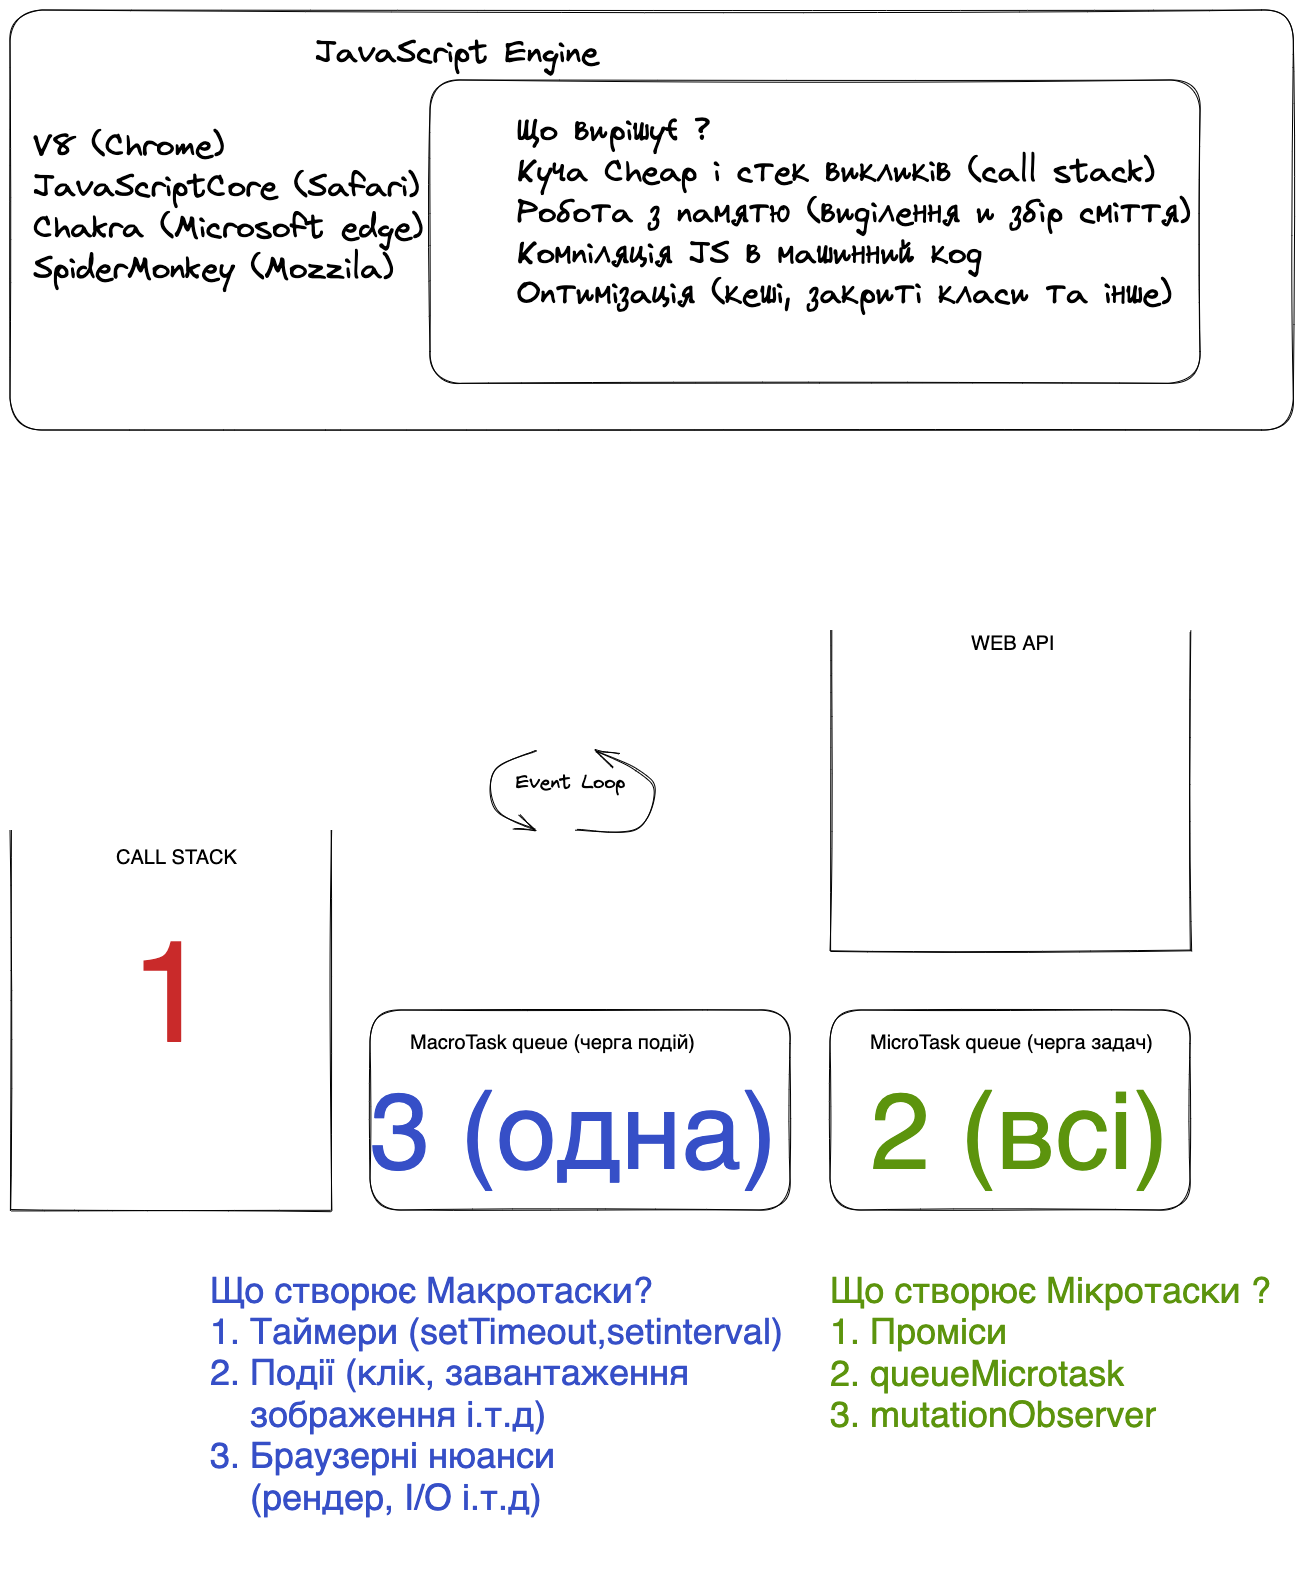 JavaScript Engine
V8 (Chrome)
JavaScriptCore (Safari)
Chakra (Microsoft edge)
SpiderMonkey (Mozzila)
Що вирішує ?
Куча Cheap і стек викликів (call stack)
Робота з памятю (виділення и збір сміття)
Компіляція JS в машинний код
Оптимізація (кеші, закриті класи та інше)
WEB API
Event Loop
CALL STACK
1
MacroTask queue (черга подій)
3 (одна)
MicroTask queue (черга задач)
2 (всі)
Що створює Макротаски?
1. Таймери (setTimeout,setinterval)
2. Події (клік, завантаження
зображення і.т.д)
3. Браузерні нюанси
(рендер, I/O і.т.д)
Що створює Мікротаски ?
1. Проміси
2. queueMicrotask
3. mutationObserver